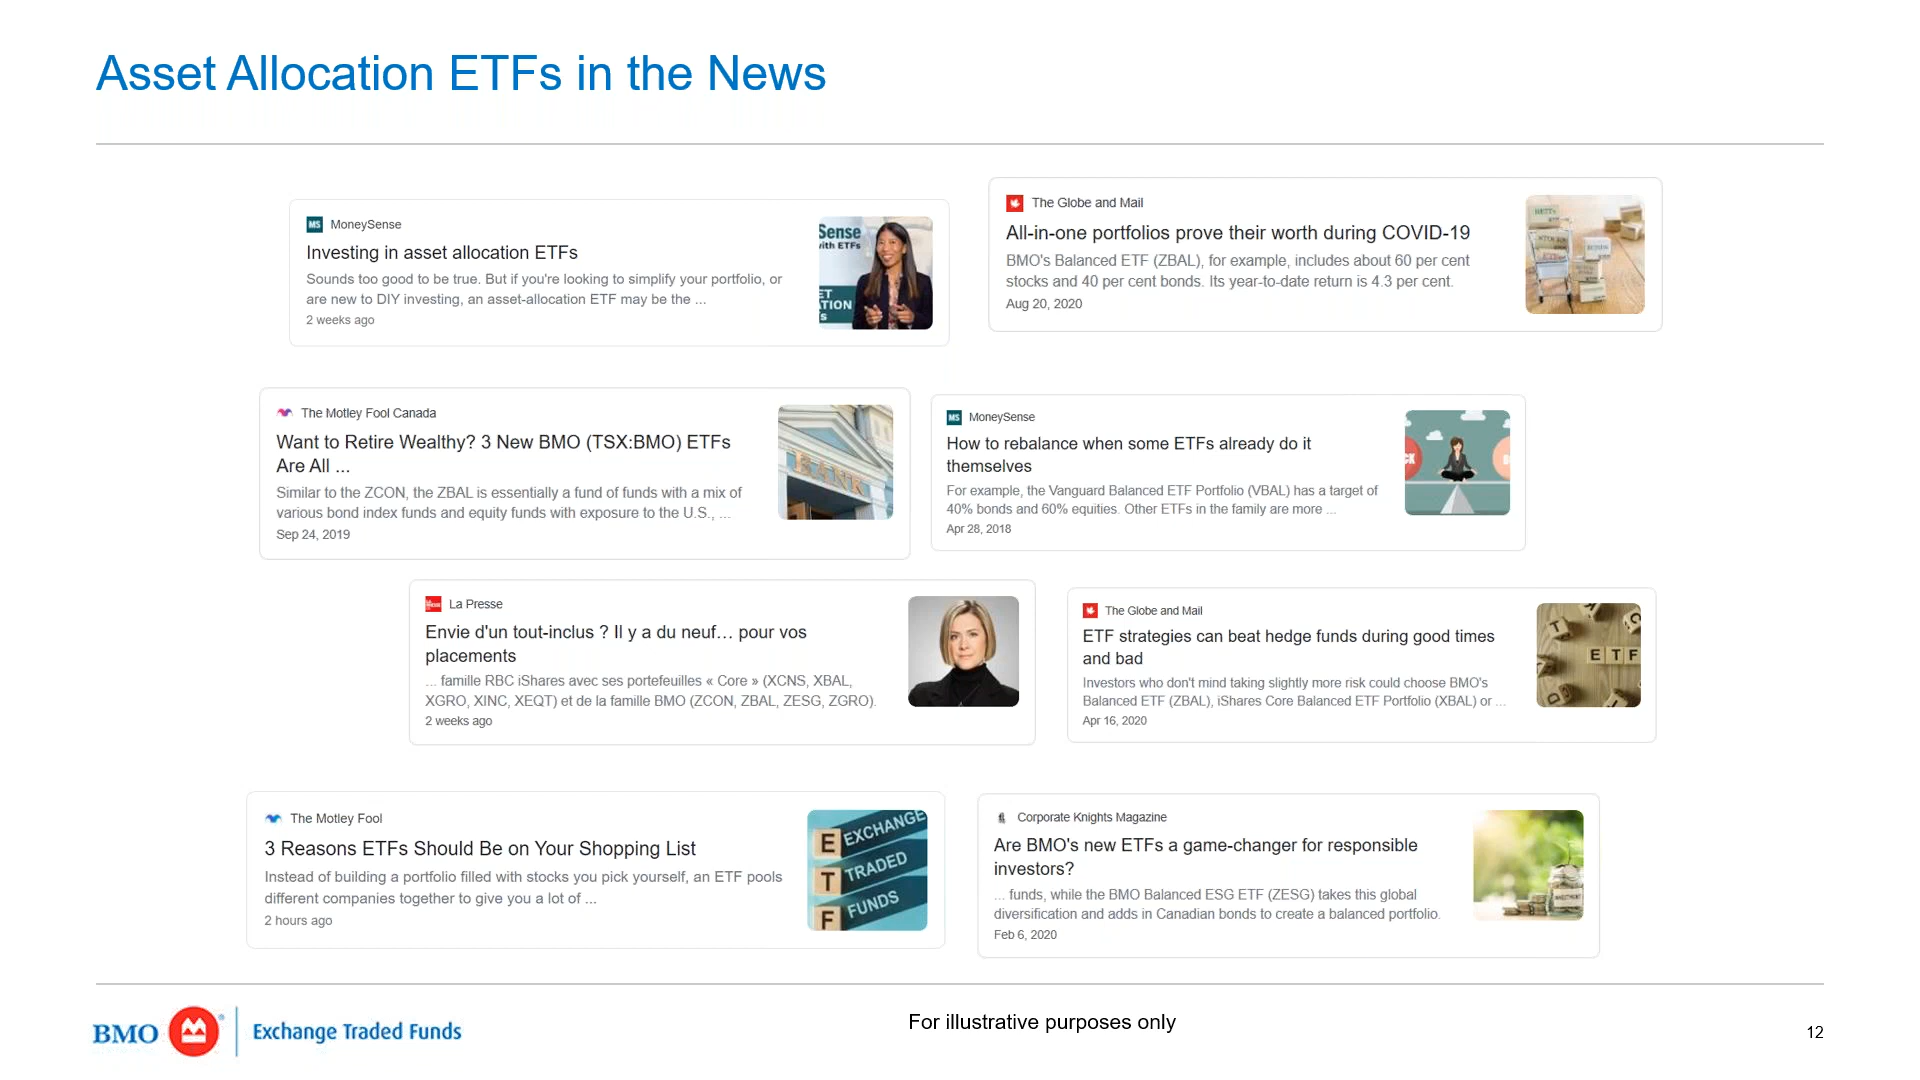 Asset Allocation ETFs in the News
MS MoneySense
Investing in asset allocation ETFs
Sounds too good to be true. But if you're looking to simplify your portfolio, or
are new to DIY investing, an asset-allocation ETF may be the ...
2 weeks ago
Sense
with ETFs
ET
TION
s
The Globe and Mail
All-in-one portfolios prove their worth during COVID-19
BMO's Balanced ETF (ZBAL), for example, includes about 60 per cent
stocks and 40 per cent bonds. Its year-to-date return is 4.3 per cent.
Aug 20, 2020
The Motley Fool Canada
Want to Retire Wealthy? 3 New BMO (TSX:BMO) ETFs
Are All ...
Similar to the ZCON, the ZBAL is essentially a fund of funds with a mix of
various bond index funds and equity funds with exposure to the U.S., ...
Sep 24, 2019
BANK
MS MoneySense
How to rebalance when some ETFs already do it
themselves
For example, the Vanguard Balanced ETF Portfolio (VBAL) has a target of
40% bonds and 60% equities. Other ETFs in the family are more ...
Apr 28, 2018
La Presse
Envie d'un tout-inclus ? Il y a du neuf… pour vos
placements
... famille RBC iShares avec ses portefeuilles « Core » (XCNS, XBAL,
XGRO, XINC, XEQT) et de la famille BMO (ZCON, ZBAL, ZESG, ZGRO).
2 weeks ago
The Globe and Mail
ETF strategies can beat hedge funds during good times
and bad
Investors who don't mind taking slightly more risk could choose BMO's
Balanced ETF (ZBAL), iShares Core Balanced ETF Portfolio (XBAL) or ...
Apr 16, 2020
ETF
The Motley Fool
3 Reasons ETFs Should Be on Your Shopping List
Instead of building a portfolio filled with stocks you pick yourself, an ETF pools
different companies together to give you a lot of ...
2 hours ago
E EXCHANGE
T TRADED
F FUNDS
Corporate Knights Magazine
Are BMO's new ETFs a game-changer for responsible
investors?
... funds, while the BMO Balanced ESG ETF (ZESG) takes this global
diversification and adds in Canadian bonds to create a balanced portfolio.
Feb 6, 2020
INVESTMENT
BMO Exchange Traded Funds
For illustrative purposes only
12